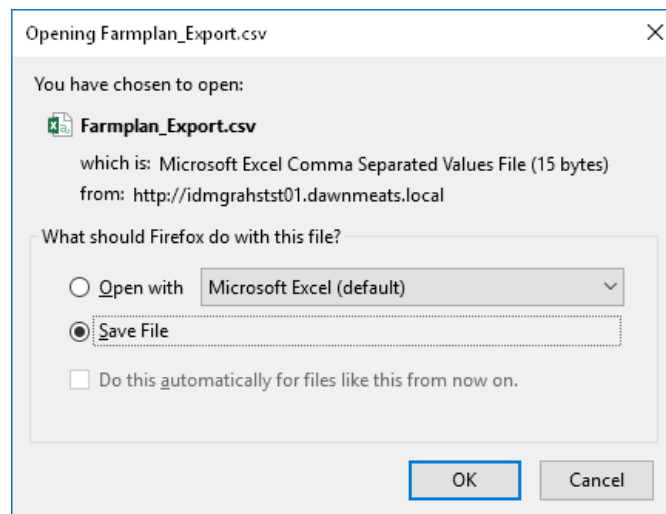 Opening Farmplan_Export.csv
You have chosen to open:
Farmplan_Export.csv
which is: Microsoft Excel Comma Separated Values File (15 bytes)
from: http://idmgrahstst01.dawnmeats.local
What should Firefox do with this file?
Open with Microsoft Excel (default)
Save File
Do this automatically for files like this from now on.
OK Cancel